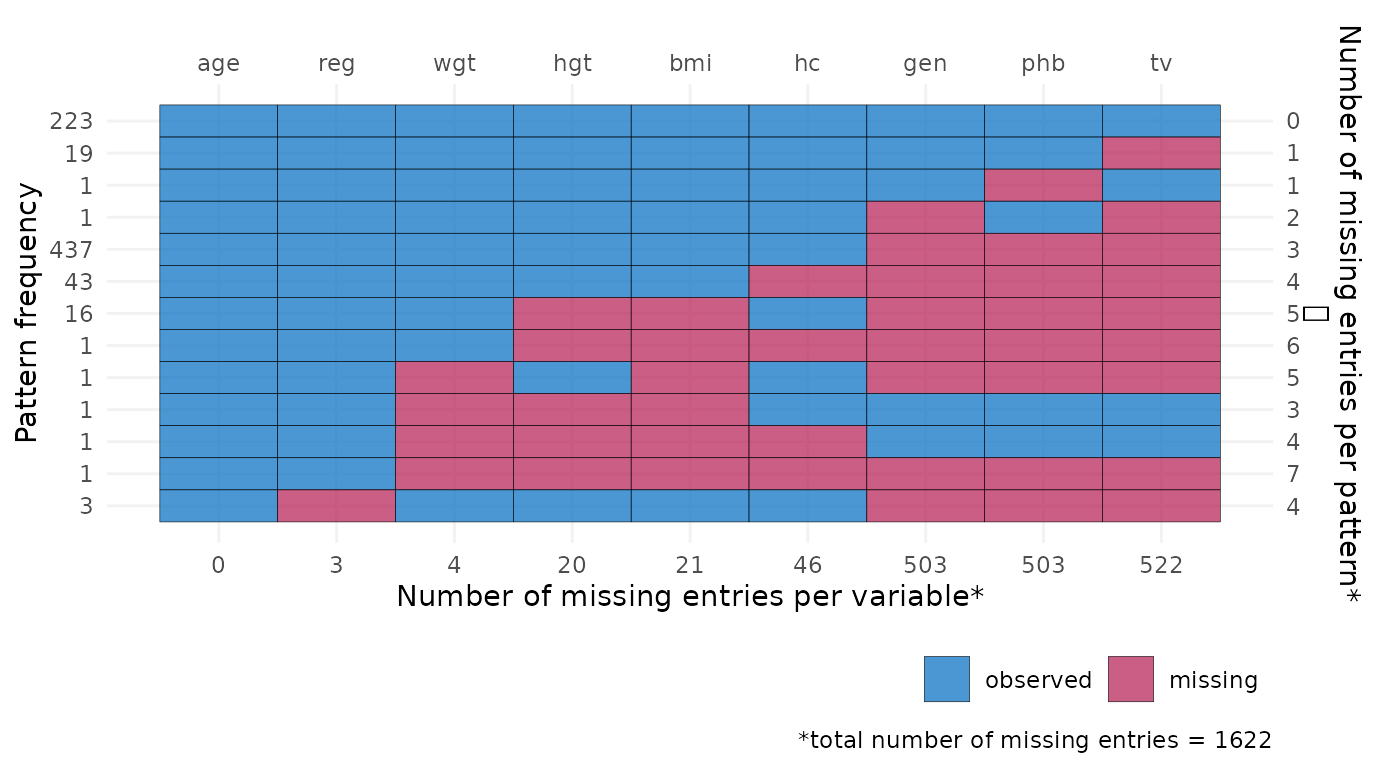 age reg wgt hgt bmi hc gen phb tv
223 0
19 1
1 1
1 2
437 3
43 4
16 5
1 6
1 5
1 3
1 4
1 7
3 4
0 3 4 20 21 46 503 503 522
Pattern frequency
Number of missing entries per pattern*
Number of missing entries per variable*
observed missing
*total number of missing entries = 1622